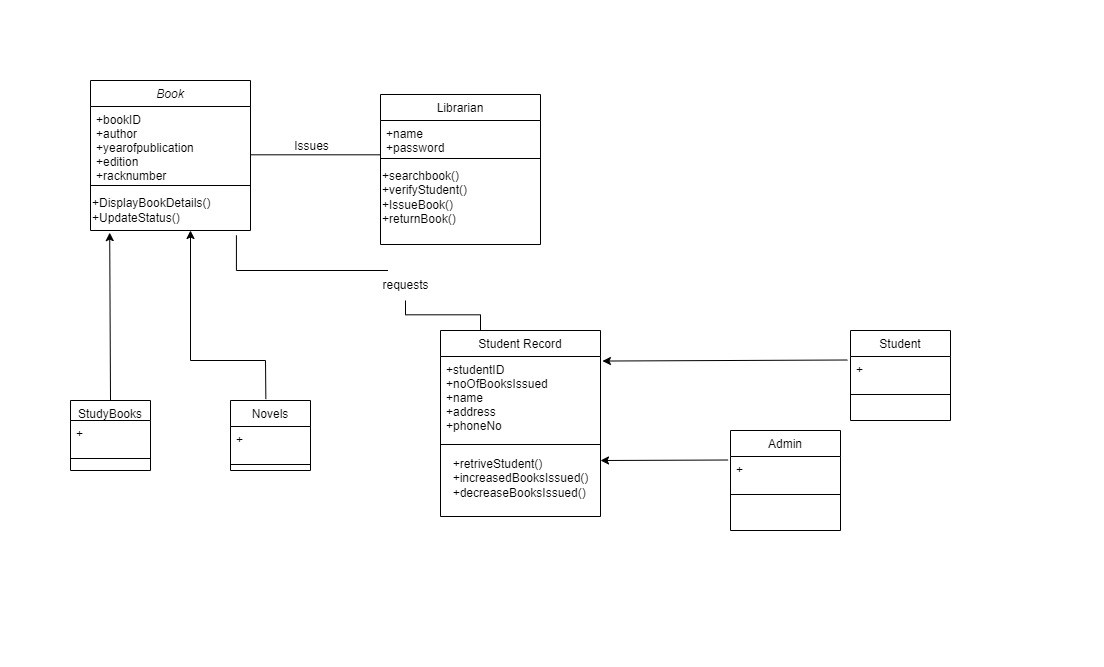 Book
+bookID
+author
+yearofpublication
+edition
+racknumber
+DisplayBookDetails()
+UpdateStatus()
Issues
Librarian
+name
+password
+searchbook()
+verifyStudent()
+IssueBook()
+returnBook()
requests
Student Record
+studentID
+noOfBooksIssued
+name
+address
+phoneNo
+retriveStudent()
+increasedBooksIssued()
+decreaseBooksIssued()
Student
+
Admin
+
StudyBooks
+
Novels
+